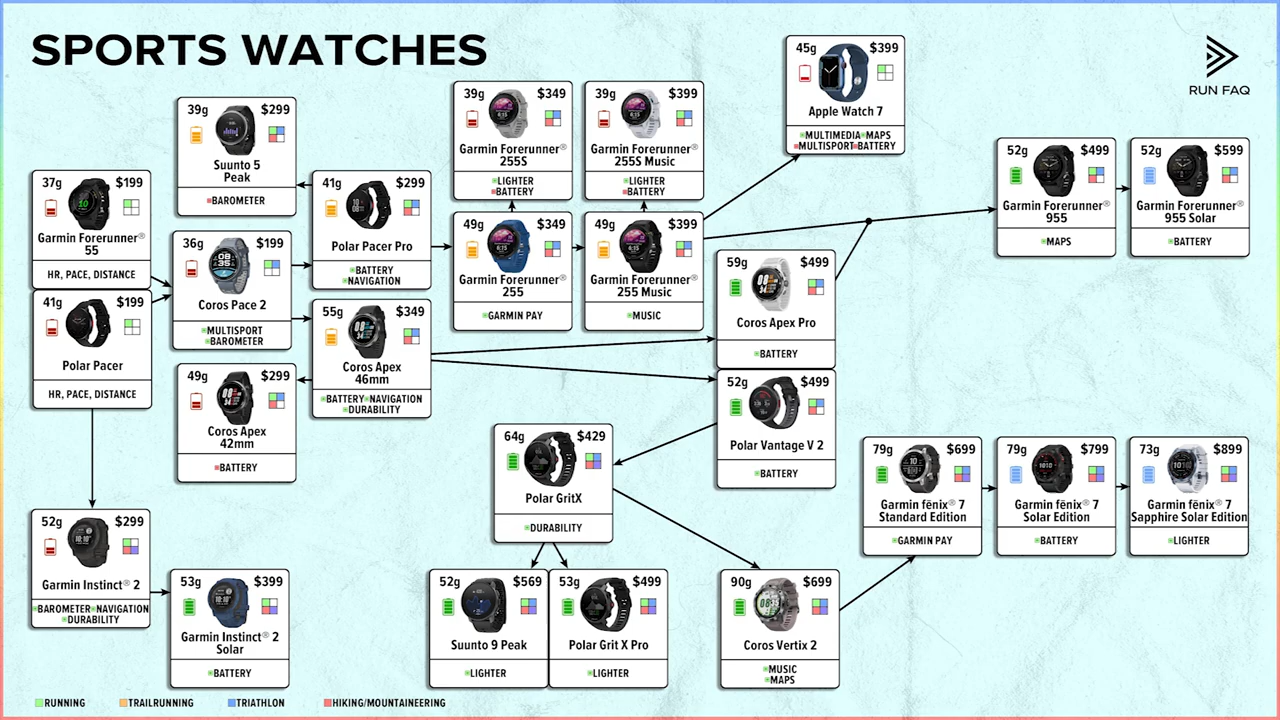 SPORTS WATCHES
RUN FAQ
45g $399
Apple Watch 7
MULTIMEDIA MAPS
MULTISPORT BATTERY
39g $299
Suunto 5
Peak
BAROMETER
39g $349
Garmin Forerunner®
255S
LIGHTER
BATTERY
39g $399
Garmin Forerunner®
255S Music
LIGHTER
BATTERY
52g $499
Garmin Forerunner®
955
MAPS
52g $599
Garmin Forerunner®
955 Solar
BATTERY
37g $199
Garmin Forerunner®
55
HR, PACE, DISTANCE
41g $299
Polar Pacer Pro
BATTERY
NAVIGATION
36g $199
Coros Pace 2
MULTISPORT
BAROMETER
49g $349
Garmin Forerunner®
255
GARMIN PAY
49g $399
Garmin Forerunner®
255 Music
MUSIC
59g $499
Coros Apex Pro
BATTERY
41g $199
Polar Pacer
HR, PACE, DISTANCE
55g $349
Coros Apex
46mm
BATTERY NAVIGATION
DURABILITY
49g $299
Coros Apex
42mm
BATTERY
52g $499
Polar Vantage V 2
BATTERY
64g $429
Polar GritX
DURABILITY
79g $699
Garmin fēnix® 7
Standard Edition
GARMIN PAY
79g $799
Garmin fēnix® 7
Solar Edition
BATTERY
73g $899
Garmin fēnix® 7
Sapphire Solar Edition
LIGHTER
52g $299
Garmin Instinct® 2
BAROMETER NAVIGATION
DURABILITY
53g $399
Garmin Instinct® 2
Solar
BATTERY
52g $569
Suunto 9 Peak
LIGHTER
53g $499
Polar Grit X Pro
LIGHTER
90g $699
Coros Vertix 2
MUSIC
MAPS
RUNNING TRAILRUNNING TRIATHLON HIKING/MOUNTAINEERING